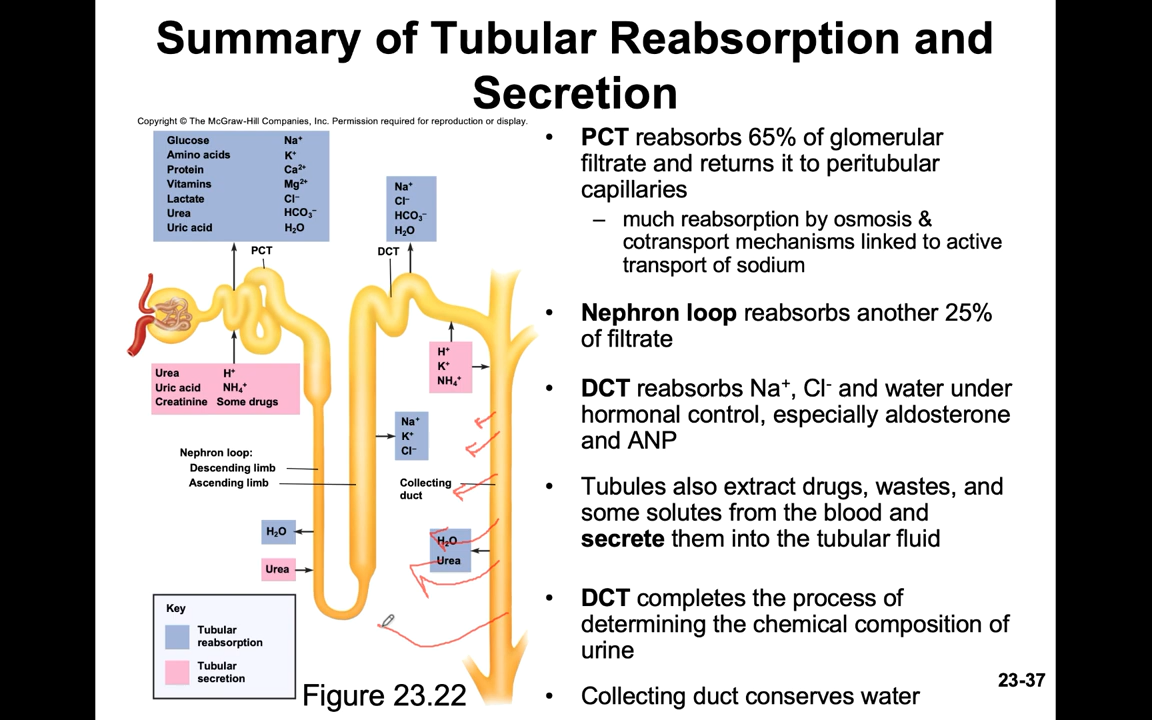 Summary of Tubular Reabsorption and
Secretion
Copyright © The McGraw-Hill Companies, Inc. Permission required for reproduction or display.
Glucose Na⁺
Amino acids K⁺
Protein Ca²⁺
Vitamins Mg²⁺
Lactate Cl⁻
Urea HCO₃⁻
Uric acid H₂O
PCT
Na⁺
Cl⁻
HCO₃⁻
H₂O
DCT
Urea H⁺
Uric acid NH₄⁺
Creatinine Some drugs
H⁺
K⁺
NH₄⁺
Na⁺
K⁺
Cl⁻
Nephron loop:
Descending limb
Ascending limb
Collecting
duct
H₂O
Urea
H₂O
Urea
Key
Tubular
reabsorption
Tubular
secretion
Figure 23.22
• PCT reabsorbs 65% of glomerular
filtrate and returns it to peritubular
capillaries
– much reabsorption by osmosis &
cotransport mechanisms linked to active
transport of sodium
• Nephron loop reabsorbs another 25%
of filtrate
• DCT reabsorbs Na⁺, Cl⁻ and water under
hormonal control, especially aldosterone
and ANP
• Tubules also extract drugs, wastes, and
some solutes from the blood and
secrete them into the tubular fluid
• DCT completes the process of
determining the chemical composition of
urine
• Collecting duct conserves water
23-37